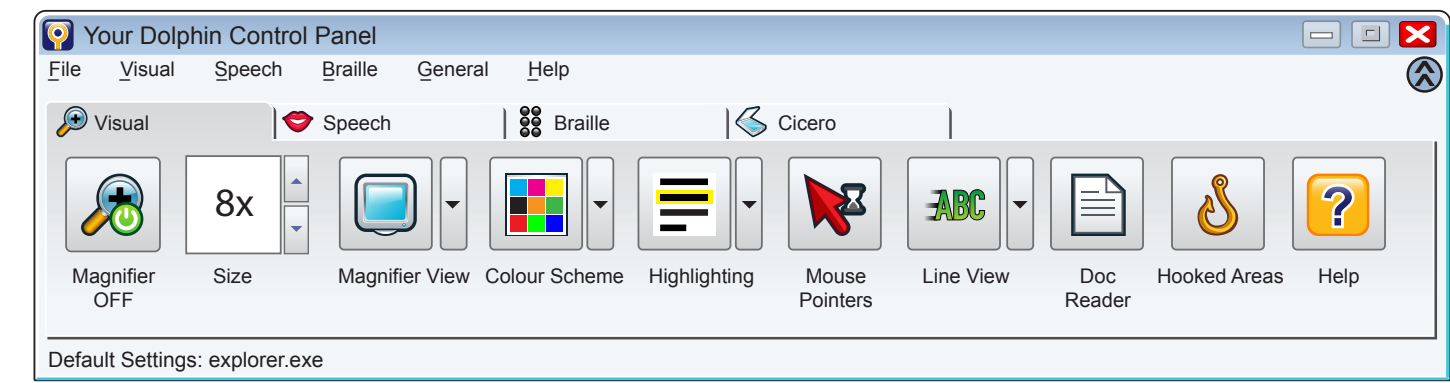 Your Dolphin Control Panel
File Visual Speech Braille General Help
Visual Speech Braille Cicero
8x ABC ?
Magnifier OFF
Size
Magnifier View
Colour Scheme
Highlighting
Mouse Pointers
Line View
Doc Reader
Hooked Areas
Help
Default Settings: explorer.exe